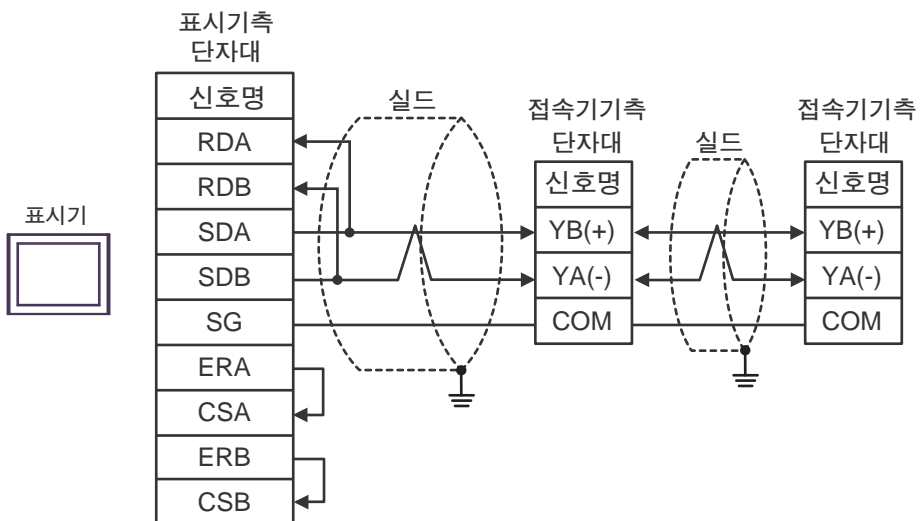 표시기
표시기측
단자대
신호명
RDA
RDB
SDA
SDB
SG
ERA
CSA
ERB
CSB
실드
접속기기측
단자대
신호명
YB(+)
YA(-)
COM
실드
접속기기측
단자대
신호명
YB(+)
YA(-)
COM